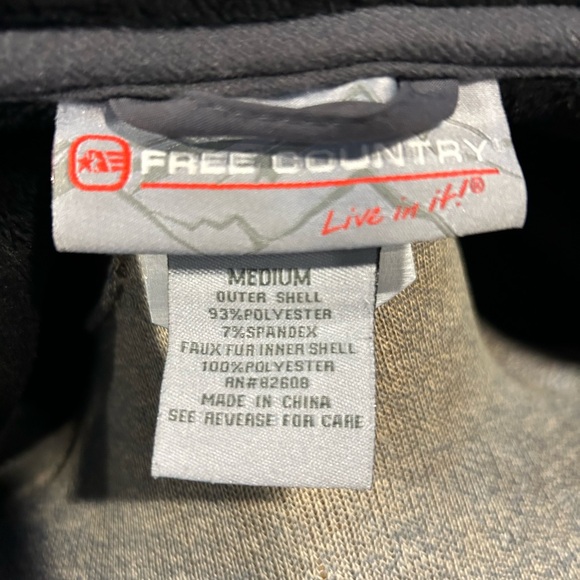 FREE COUNTRY
Live in it!®
MEDIUM
OUTER SHELL
93%POLYESTER
7%SPANDEX
FAUX FUR INNER SHELL
100%POLYESTER
RN#82608
MADE IN CHINA
SEE REVERSE FOR CARE